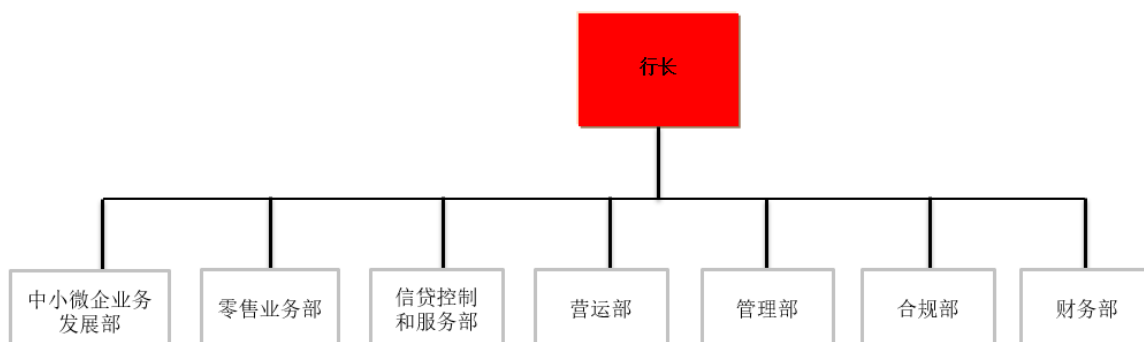 行长
中小微企业务
发展部
零售业务部
信贷控制
和服务部
营运部
管理部
合规部
财务部